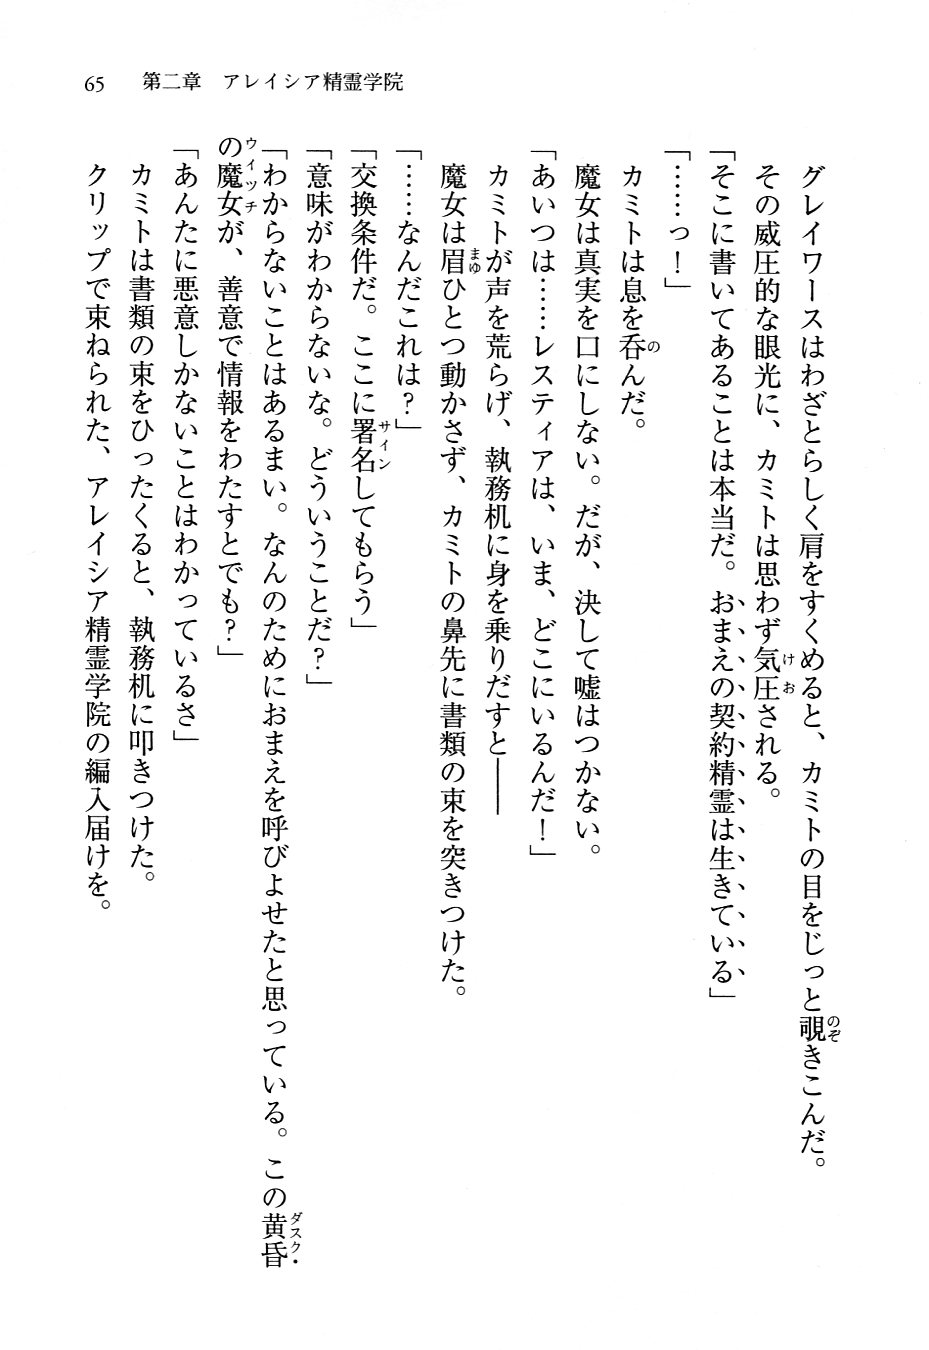 65　第二章　アレイシア精霊学院
グレイワースはわざとらしく肩をすくめると、カミトの目をじっと覗きこんだ。
その威圧的な眼光に、カミトは思わず気圧される。
「そこに書いてあることは本当だ。おまえの契約精霊は生きている」
「……っ！」
カミトは息を呑んだ。
魔女は真実を口にしない。だが、決して嘘はつかない。
「あいつは……レスティアは、いま、どこにいるんだ！」
カミトが声を荒らげ、執務机に身を乗りだすと――
魔女は眉ひとつ動かさず、カミトの鼻先に書類の束を突きつけた。
「……なんだこれは？」
「交換条件だ。ここに署名してもらう」
「意味がわからないな。どういうことだ？」
「わからないことはあるまい。なんのためにおまえを呼びよせたと思っている。この黄昏
の魔女が、善意で情報をわたすとでも？」
「あんたに悪意しかないことはわかっているさ」
カミトは書類の束をひったくると、執務机に叩きつけた。
クリップで束ねられた、アレイシア精霊学院の編入届けを。